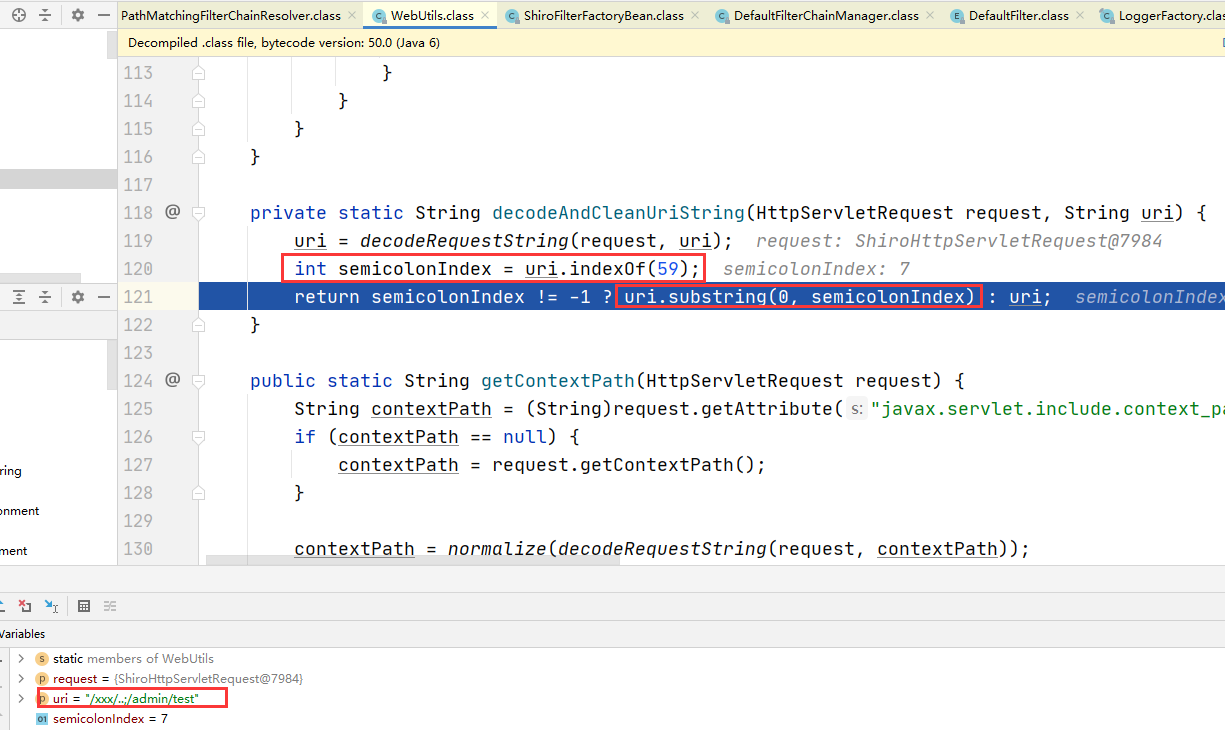 PathMatchingFilterChainResolver.class WebUtils.class ShiroFilterFactoryBean.class DefaultFilterChainManager.class DefaultFilter.class LoggerFactory.clas
Decompiled .class file, bytecode version: 50.0 (Java 6)
113 }
114 }
115 }
116 }
117
118 @ private static String decodeAndCleanUriString(HttpServletRequest request, String uri) {
119 uri = decodeRequestString(request, uri); request: ShiroHttpServletRequest@7984
120 int semicolonIndex = uri.indexOf(59); semicolonIndex: 7
121 return semicolonIndex != -1 ? uri.substring(0, semicolonIndex) : uri; semicolonIndex
122 }
123
124 @ public static String getContextPath(HttpServletRequest request) {
125 String contextPath = (String)request.getAttribute( s: "javax.servlet.include.context_pa
126 if (contextPath == null) {
127 contextPath = request.getContextPath();
128 }
129
130 contextPath = normalize(decodeRequestString(request, contextPath));
ring
onment
ment
Variables
static members of WebUtils
request = {ShiroHttpServletRequest@7984}
uri = "/xxx/..;/admin/test"
semicolonIndex = 7